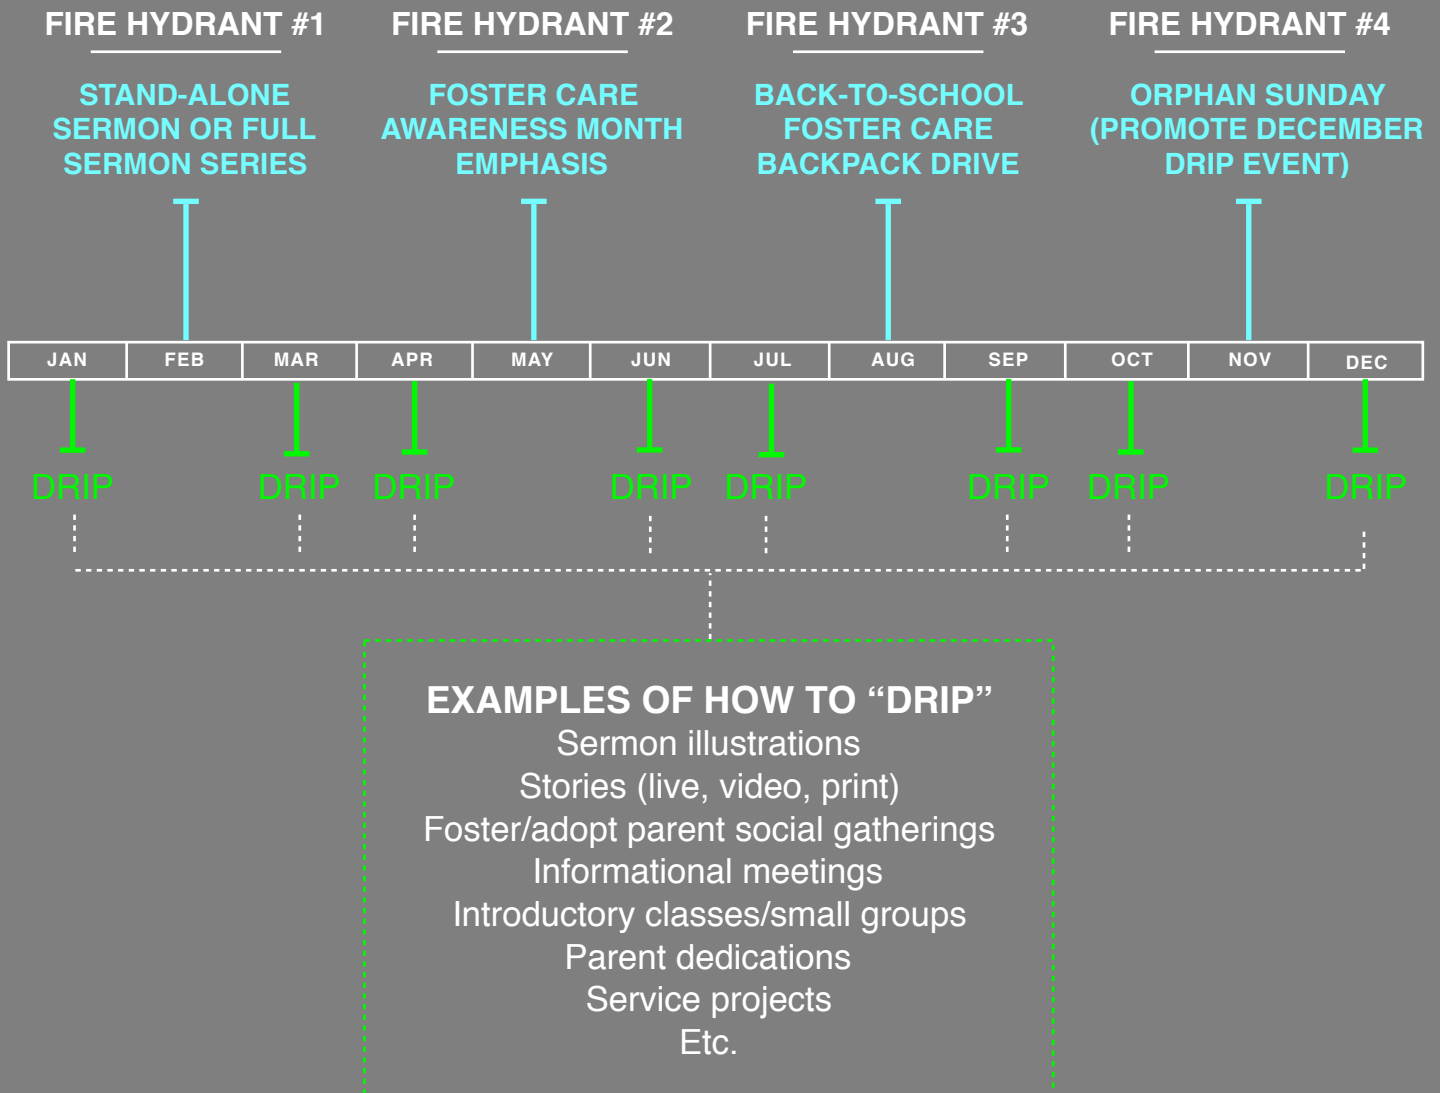 FIRE HYDRANT #1
STAND-ALONE
SERMON OR FULL
SERMON SERIES
FIRE HYDRANT #2
FOSTER CARE
AWARENESS MONTH
EMPHASIS
FIRE HYDRANT #3
BACK-TO-SCHOOL
FOSTER CARE
BACKPACK DRIVE
FIRE HYDRANT #4
ORPHAN SUNDAY
(PROMOTE DECEMBER
DRIP EVENT)
JAN FEB MAR APR MAY JUN JUL AUG SEP OCT NOV DEC
DRIP DRIP DRIP DRIP DRIP DRIP DRIP DRIP
EXAMPLES OF HOW TO “DRIP”
Sermon illustrations
Stories (live, video, print)
Foster/adopt parent social gatherings
Informational meetings
Introductory classes/small groups
Parent dedications
Service projects
Etc.